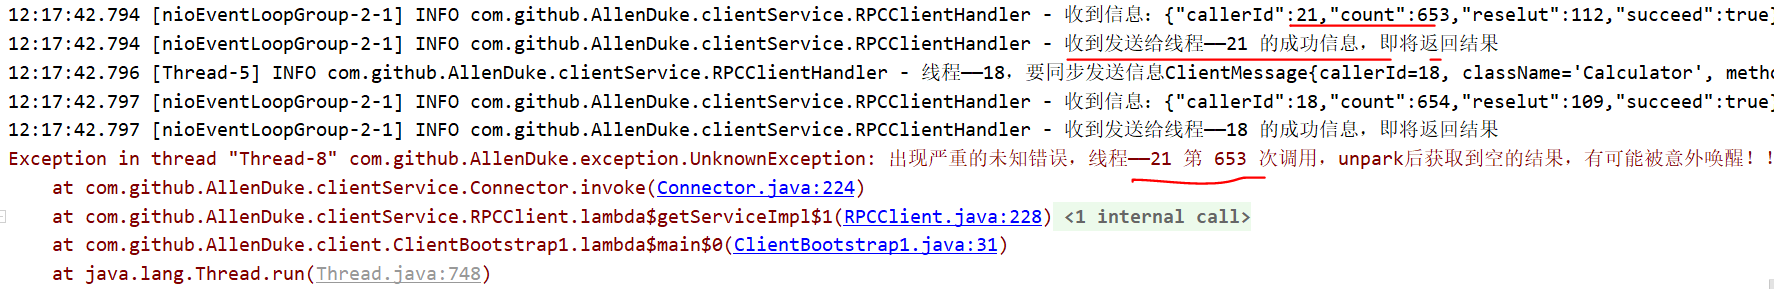 12:17:42.794 [nioEventLoopGroup-2-1] INFO com.github.AllenDuke.clientService.RPCClientHandler - 收到信息：{"callerId":21,"count":653,"reselut":112,"succeed":true}
12:17:42.794 [nioEventLoopGroup-2-1] INFO com.github.AllenDuke.clientService.RPCClientHandler - 收到发送给线程——21 的成功信息，即将返回结果
12:17:42.796 [Thread-5] INFO com.github.AllenDuke.clientService.RPCClientHandler - 线程——18，要同步发送信息ClientMessage{callerId=18, className='Calculator', metho
12:17:42.797 [nioEventLoopGroup-2-1] INFO com.github.AllenDuke.clientService.RPCClientHandler - 收到信息：{"callerId":18,"count":654,"reselut":109,"succeed":true}
12:17:42.797 [nioEventLoopGroup-2-1] INFO com.github.AllenDuke.clientService.RPCClientHandler - 收到发送给线程——18 的成功信息，即将返回结果
Exception in thread "Thread-8" com.github.AllenDuke.exception.UnknownException: 出现严重的未知错误，线程——21 第 653 次调用，unpark后获取到空的结果，有可能被意外唤醒！！
at com.github.AllenDuke.clientService.Connector.invoke(Connector.java:224)
at com.github.AllenDuke.clientService.RPCClient.lambda$getServiceImpl$1(RPCClient.java:228) <1 internal call>
at com.github.AllenDuke.client.ClientBootstrap1.lambda$main$0(ClientBootstrap1.java:31)
at java.lang.Thread.run(Thread.java:748)